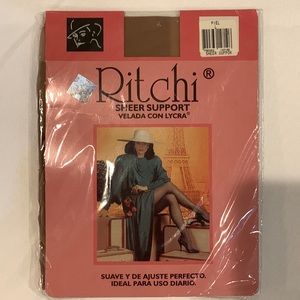 PIEL
Ritchi®
SHEER SUPPORT
VELADA CON LYCRA®
SUAVE Y DE AJUSTE PERFECTO.
IDEAL PARA USO DIARIO.